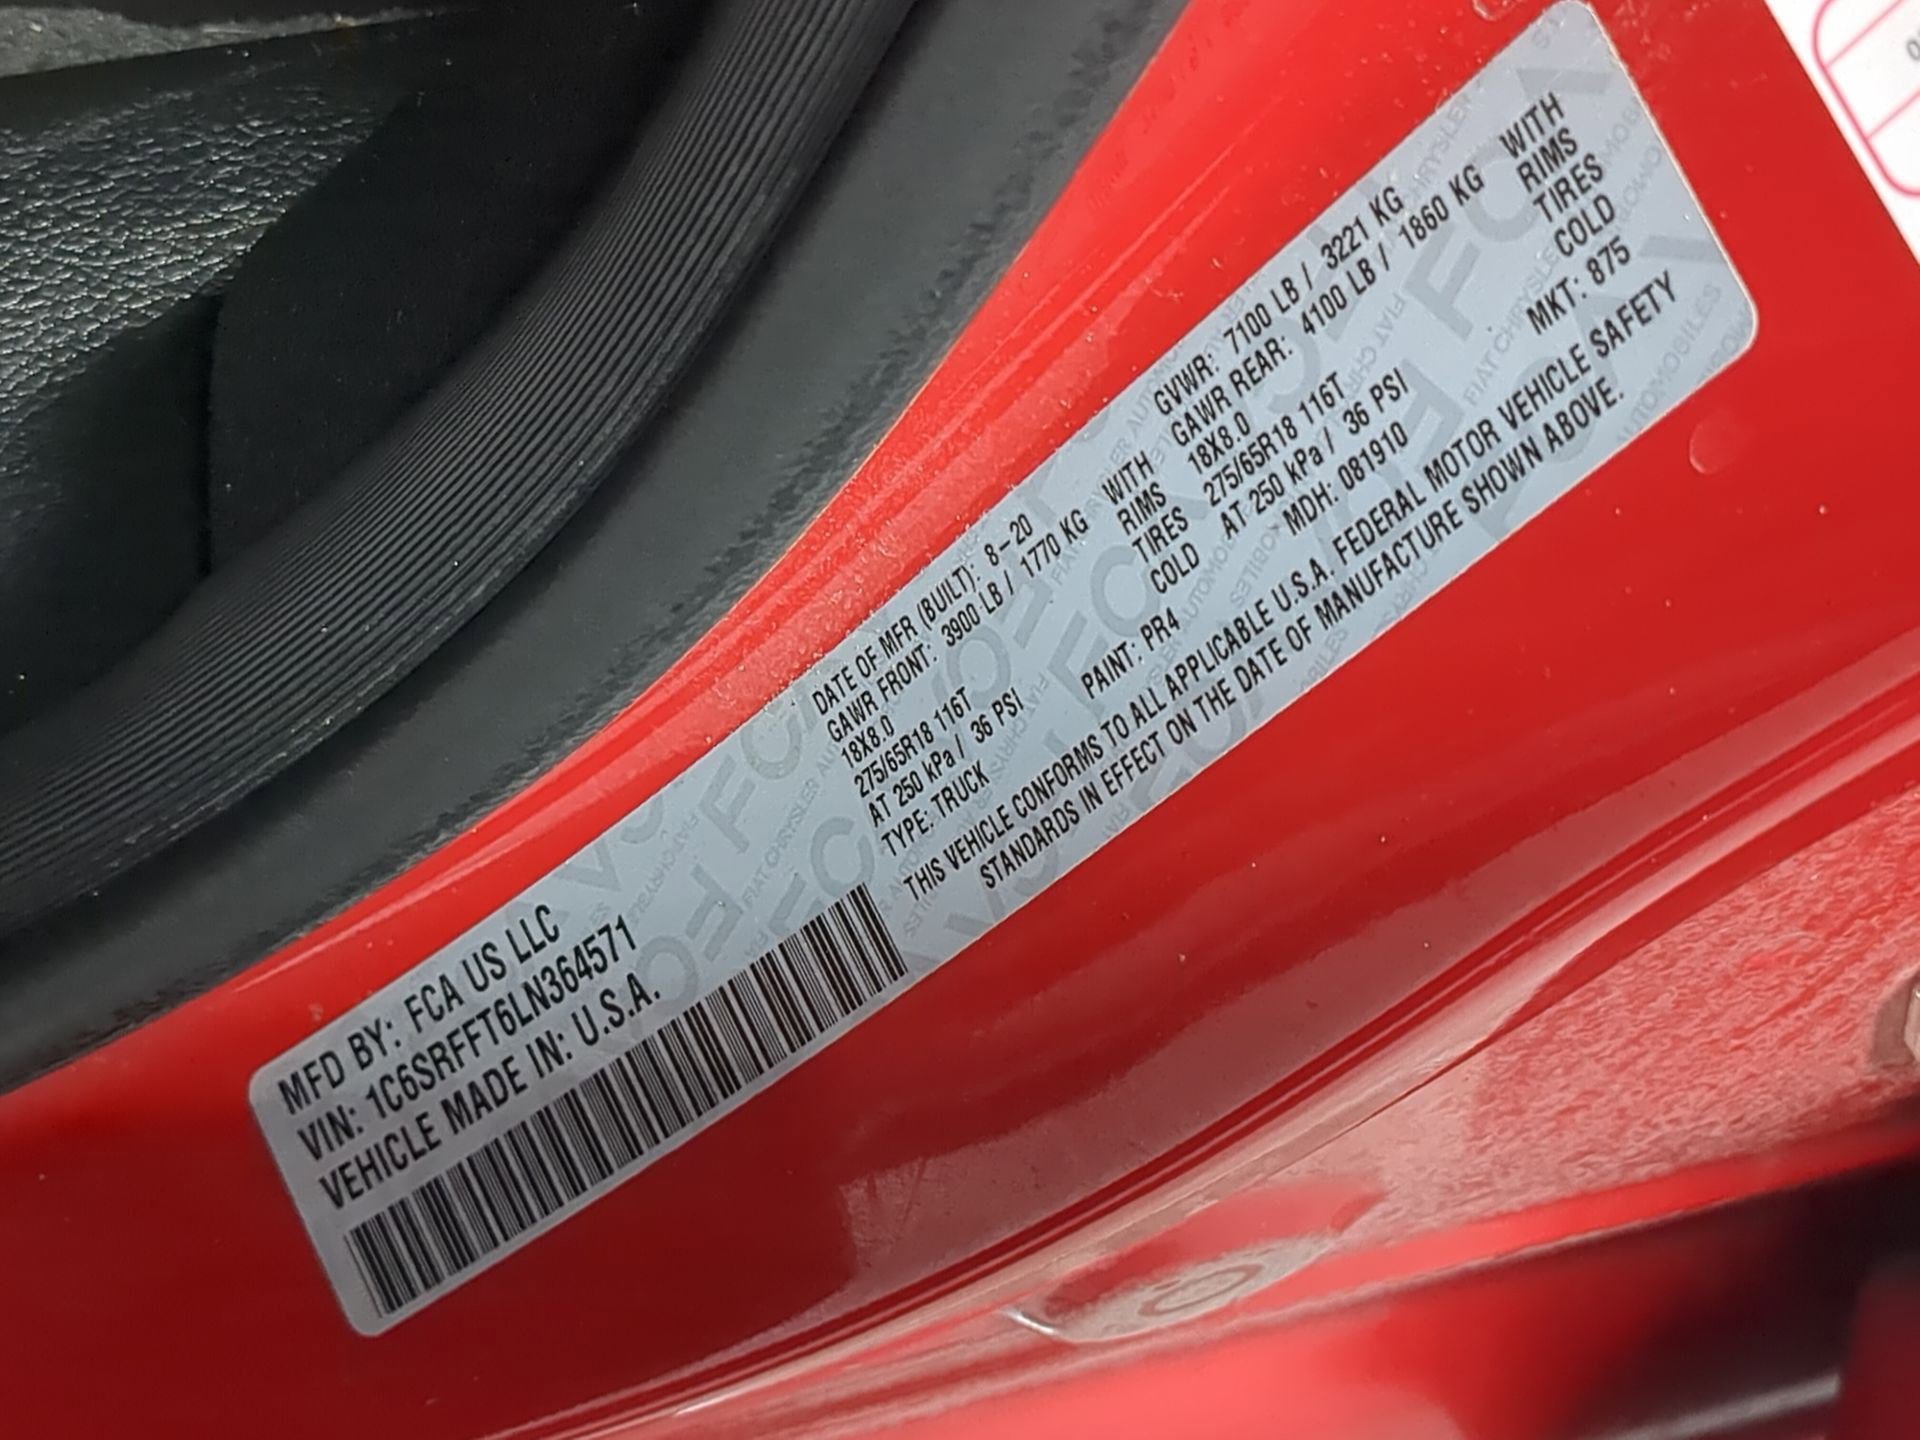 MFD BY: FCA US LLC
VIN: 1C6SRFFT6LN364571
VEHICLE MADE IN: U.S.A.
DATE OF MFR (BUILT): 8-20 GVWR: 7100 LB / 3221 KG
GAWR FRONT: 3900 LB / 1770 KG WITH GAWR REAR: 4100 LB / 1860 KG WITH
18X8.0 RIMS 18X8.0 RIMS
275/65R18 116T TIRES 275/65R18 116T TIRES
AT 250 kPa / 36 PSI COLD AT 250 kPa / 36 PSI COLD
TYPE: TRUCK PAINT: PR4 MDH: 081910 MKT: 875
THIS VEHICLE CONFORMS TO ALL APPLICABLE U.S.A. FEDERAL MOTOR VEHICLE SAFETY
STANDARDS IN EFFECT ON THE DATE OF MANUFACTURE SHOWN ABOVE.